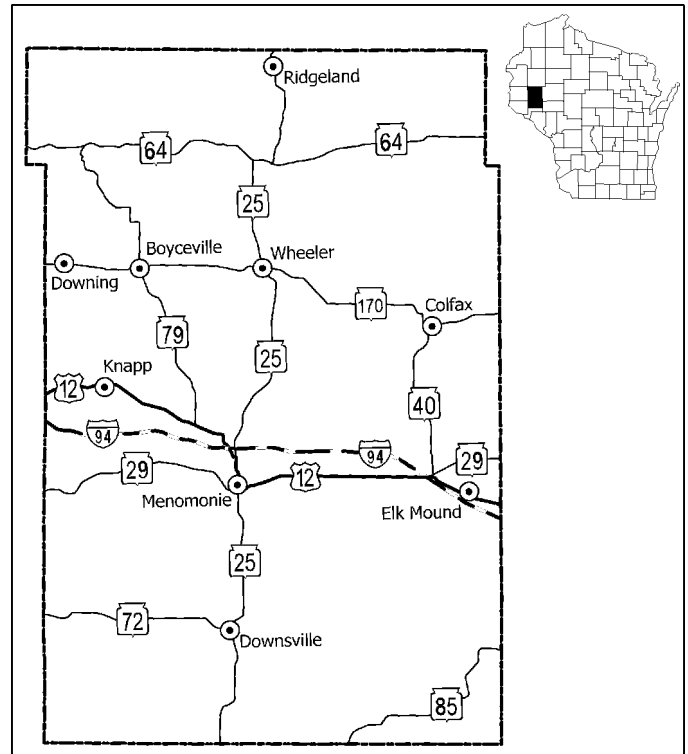 Ridgeland
64
64
25
Boyceville
Wheeler
Downing
170
Colfax
79
25
Knapp
12
40
94
94
29
29
12
Menomonie
Elk Mound
25
72
Downsville
85